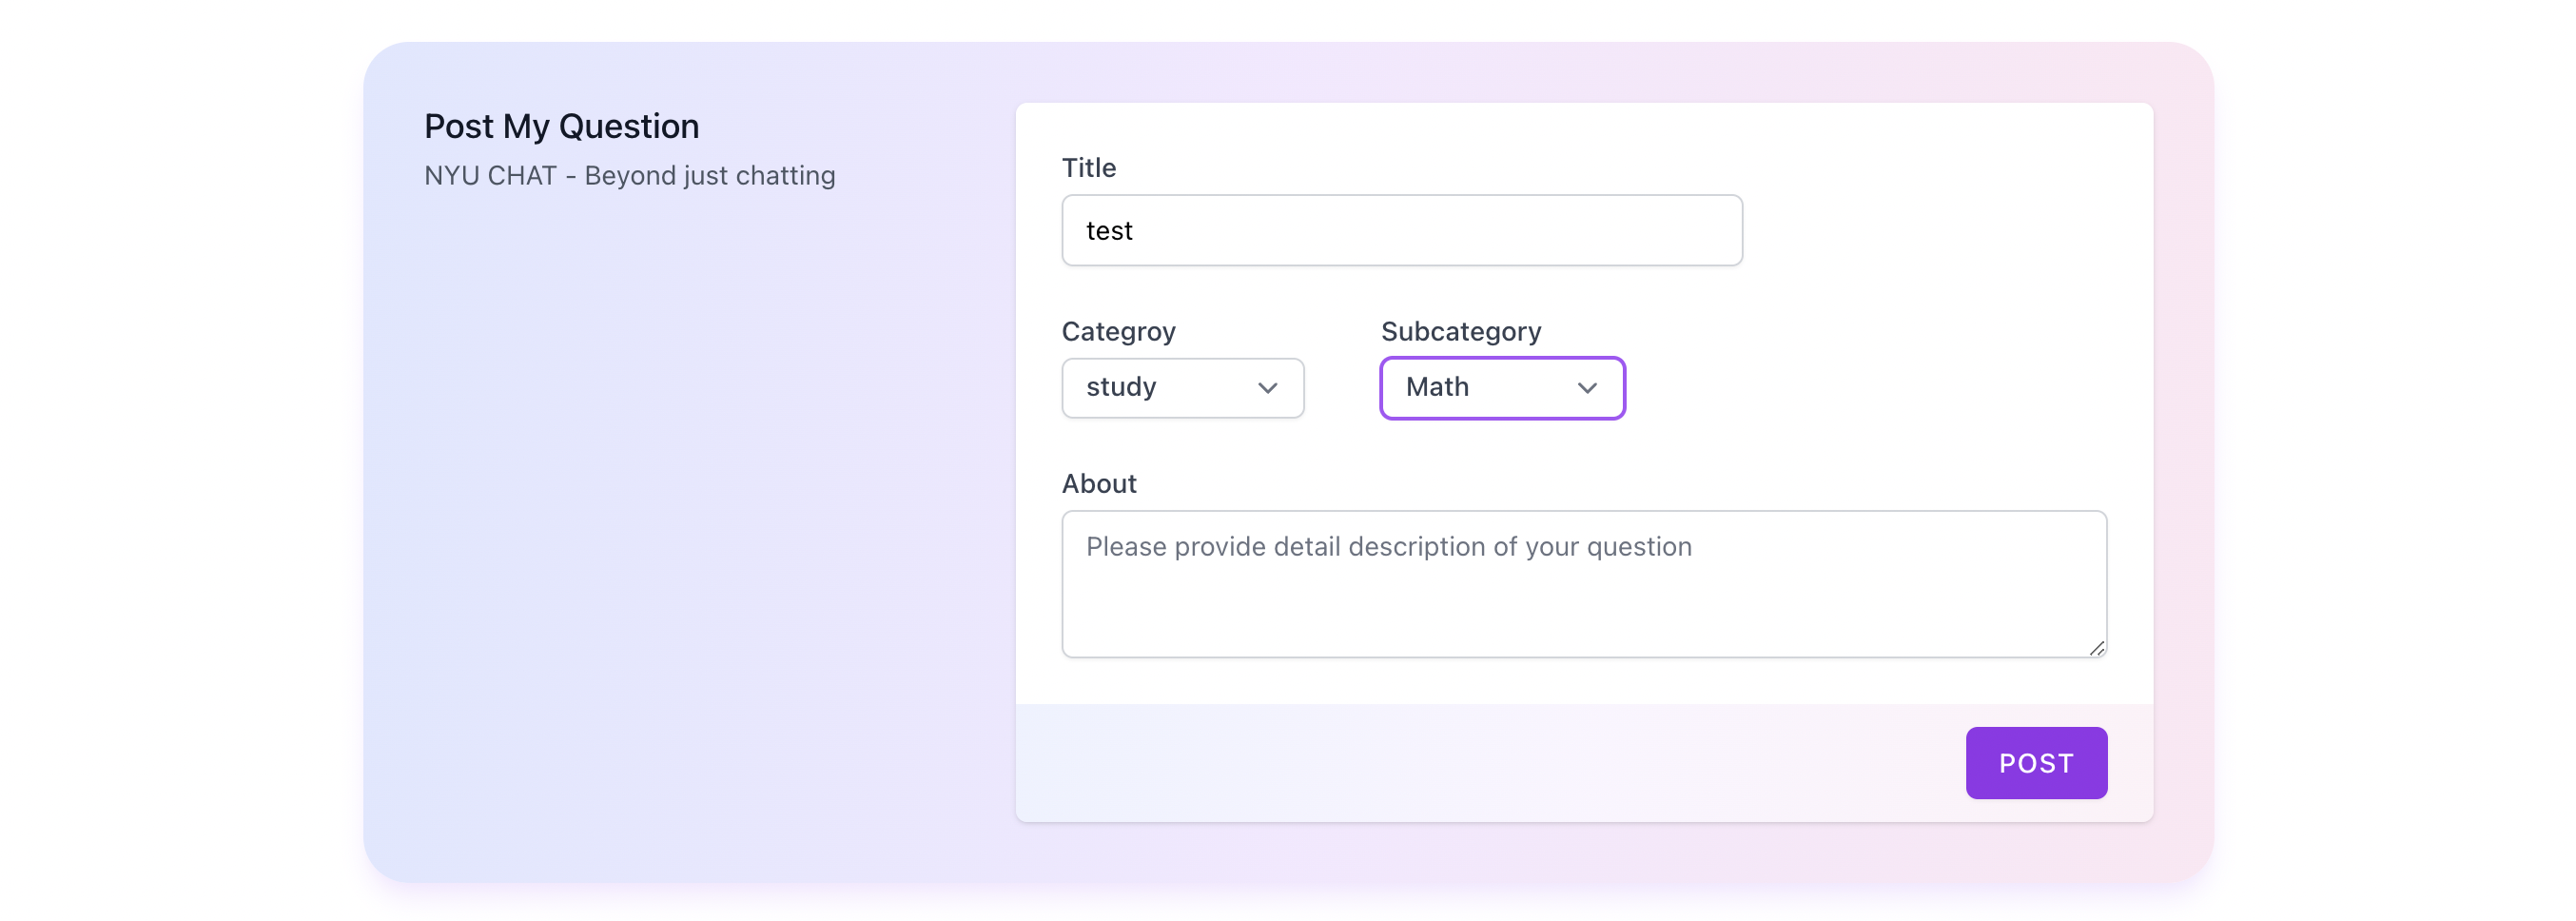 Post My Question
NYU CHAT - Beyond just chatting
Title
test
Categroy
Subcategory
study
Math
About
Please provide detail description of your question
POST